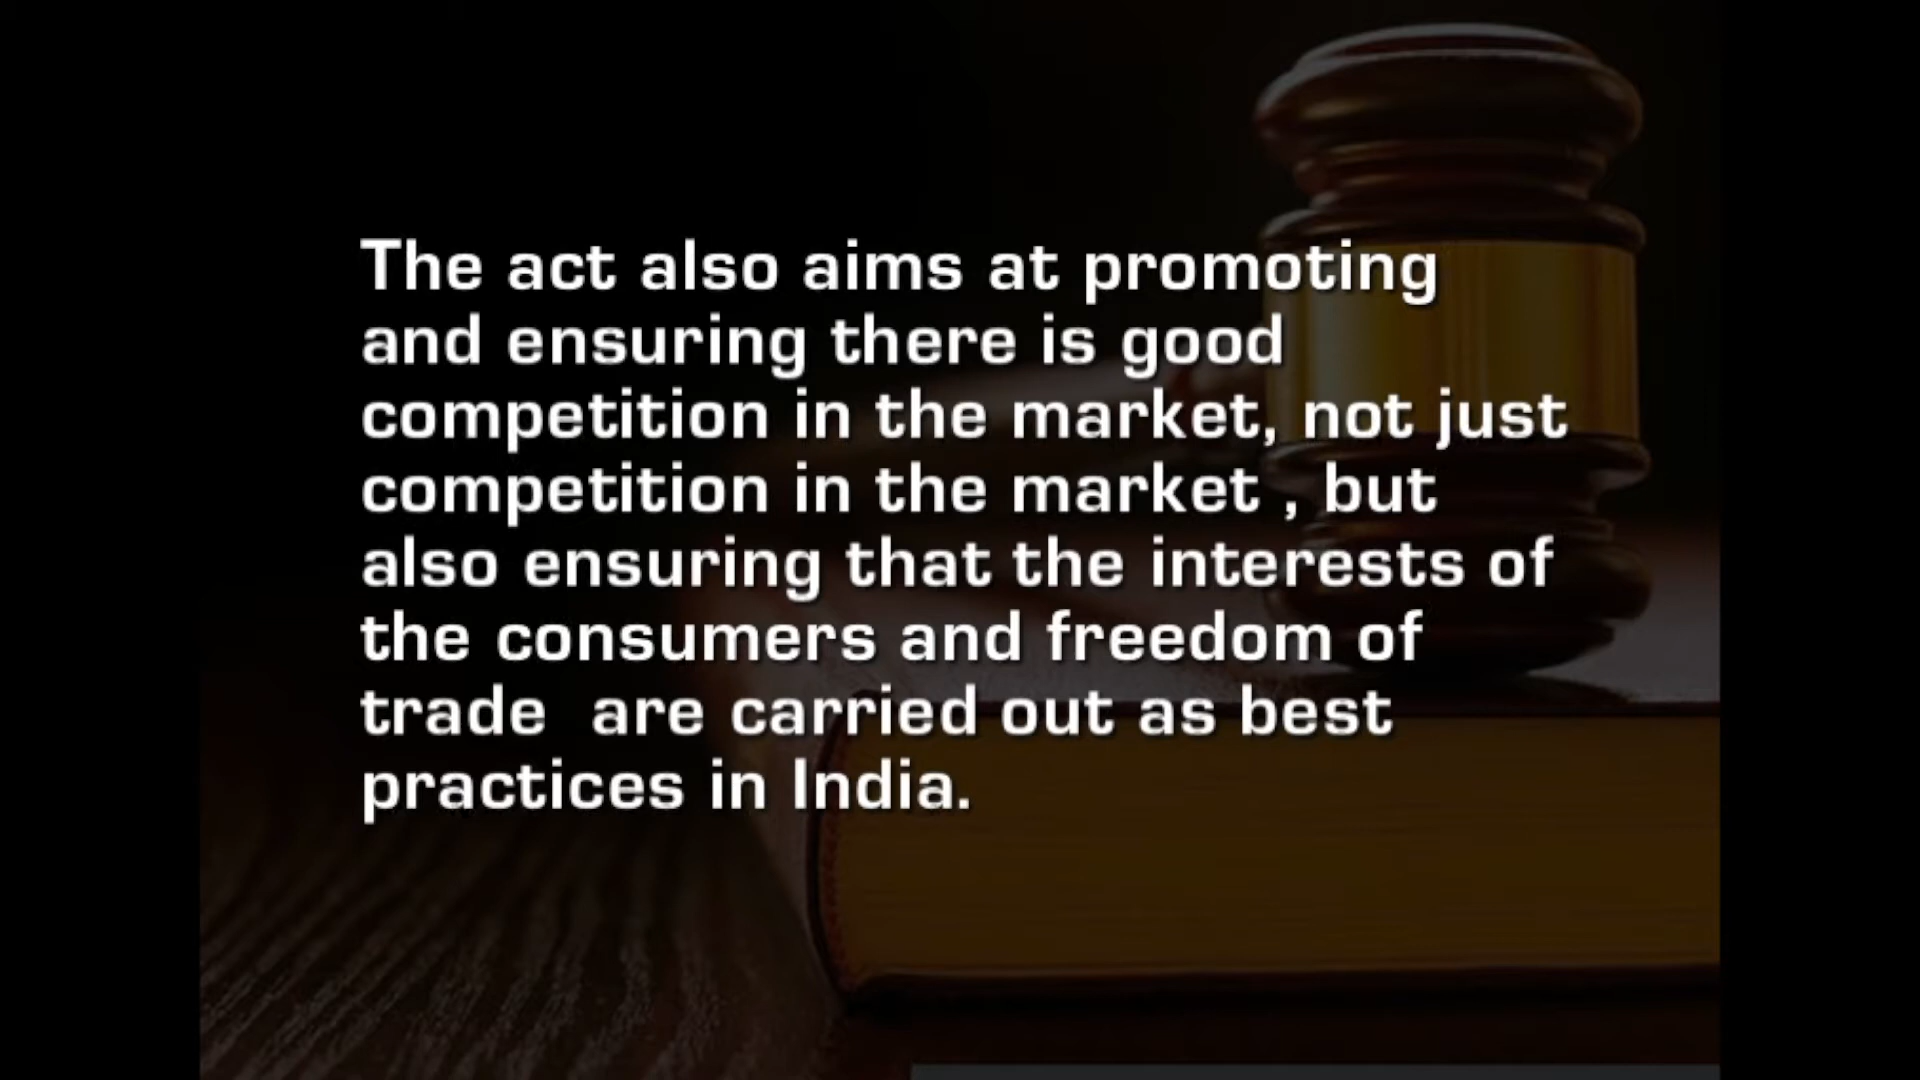 The act also aims at promoting
and ensuring there is good
competition in the market, not just
competition in the market , but
also ensuring that the interests of
the consumers and freedom of
trade  are carried out as best
practices in India.